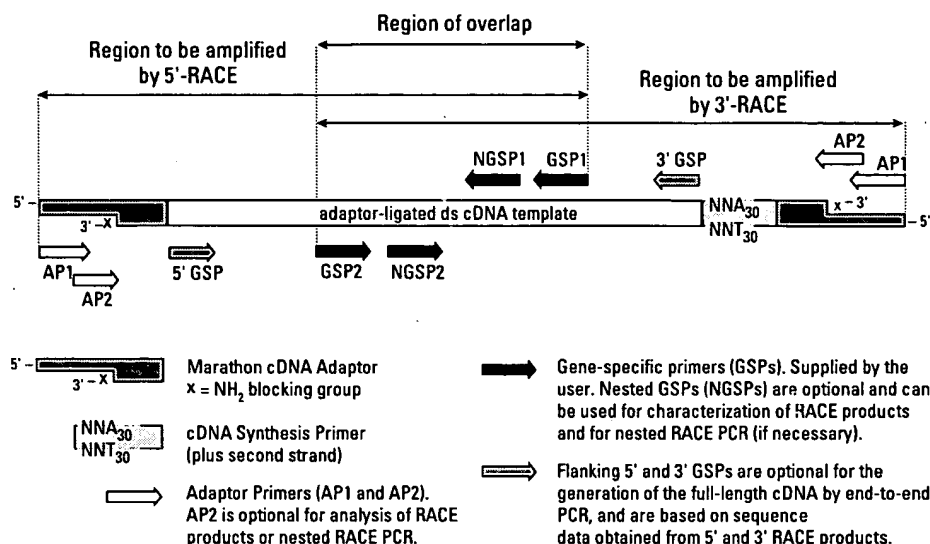 Region of overlap
Region to be amplified
by 5'-RACE
Region to be amplified
by 3'-RACE
NGSP1 GSP1 3' GSP AP2
AP1
5' –
adaptor-ligated ds cDNA template
NNA30
NNT30
x – 3'
– 5'
3' –x
AP1
AP2
5' GSP
GSP2
NGSP2
5' –
3' –x
Marathon cDNA Adaptor
x = NH2 blocking group
NNA30
NNT30
cDNA Synthesis Primer
(plus second strand)
Adaptor Primers (AP1 and AP2).
AP2 is optional for analysis of RACE
products or nested RACE PCR.
Gene-specific primers (GSPs). Supplied by the
user. Nested GSPs (NGSPs) are optional and can
be used for characterization of RACE products
and for nested RACE PCR (if necessary).
Flanking 5' and 3' GSPs are optional for the
generation of the full-length cDNA by end-to-end
PCR, and are based on sequence
data obtained from 5' and 3' RACE products.